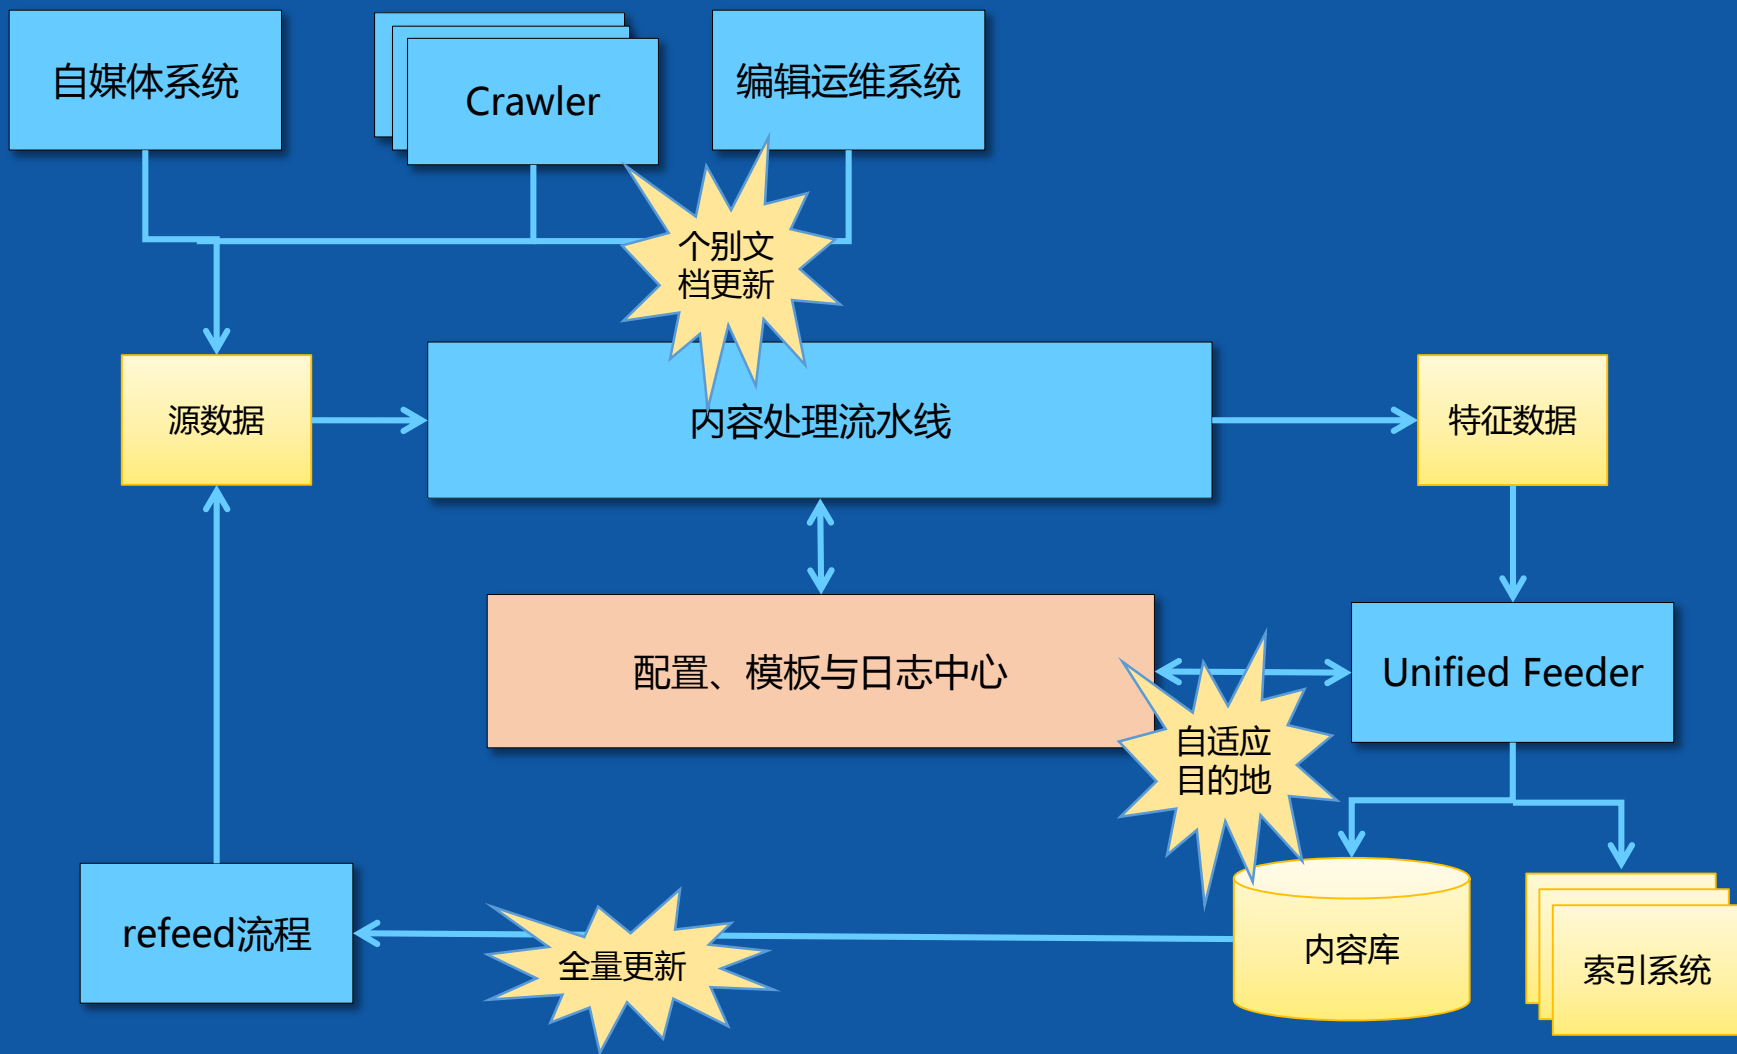 自媒体系统
Crawler
编辑运维系统
个别文
档更新
源数据
内容处理流水线
特征数据
配置、模板与日志中心
Unified Feeder
自适应
目的地
refeed流程
全量更新
内容库
索引系统